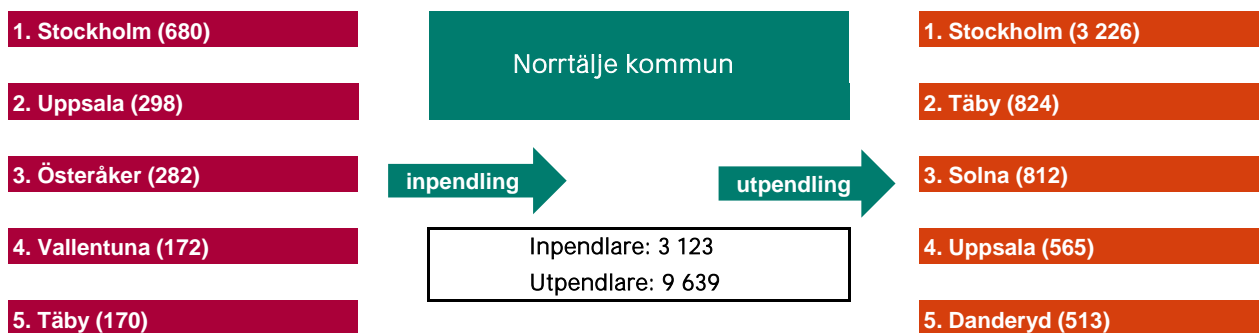 1. Stockholm (680)
2. Uppsala (298)
3. Österåker (282)
4. Vallentuna (172)
5. Täby (170)
Norrtälje kommun
inpendling
utpendling
Inpendlare: 3 123
Utpendlare: 9 639
1. Stockholm (3 226)
2. Täby (824)
3. Solna (812)
4. Uppsala (565)
5. Danderyd (513)